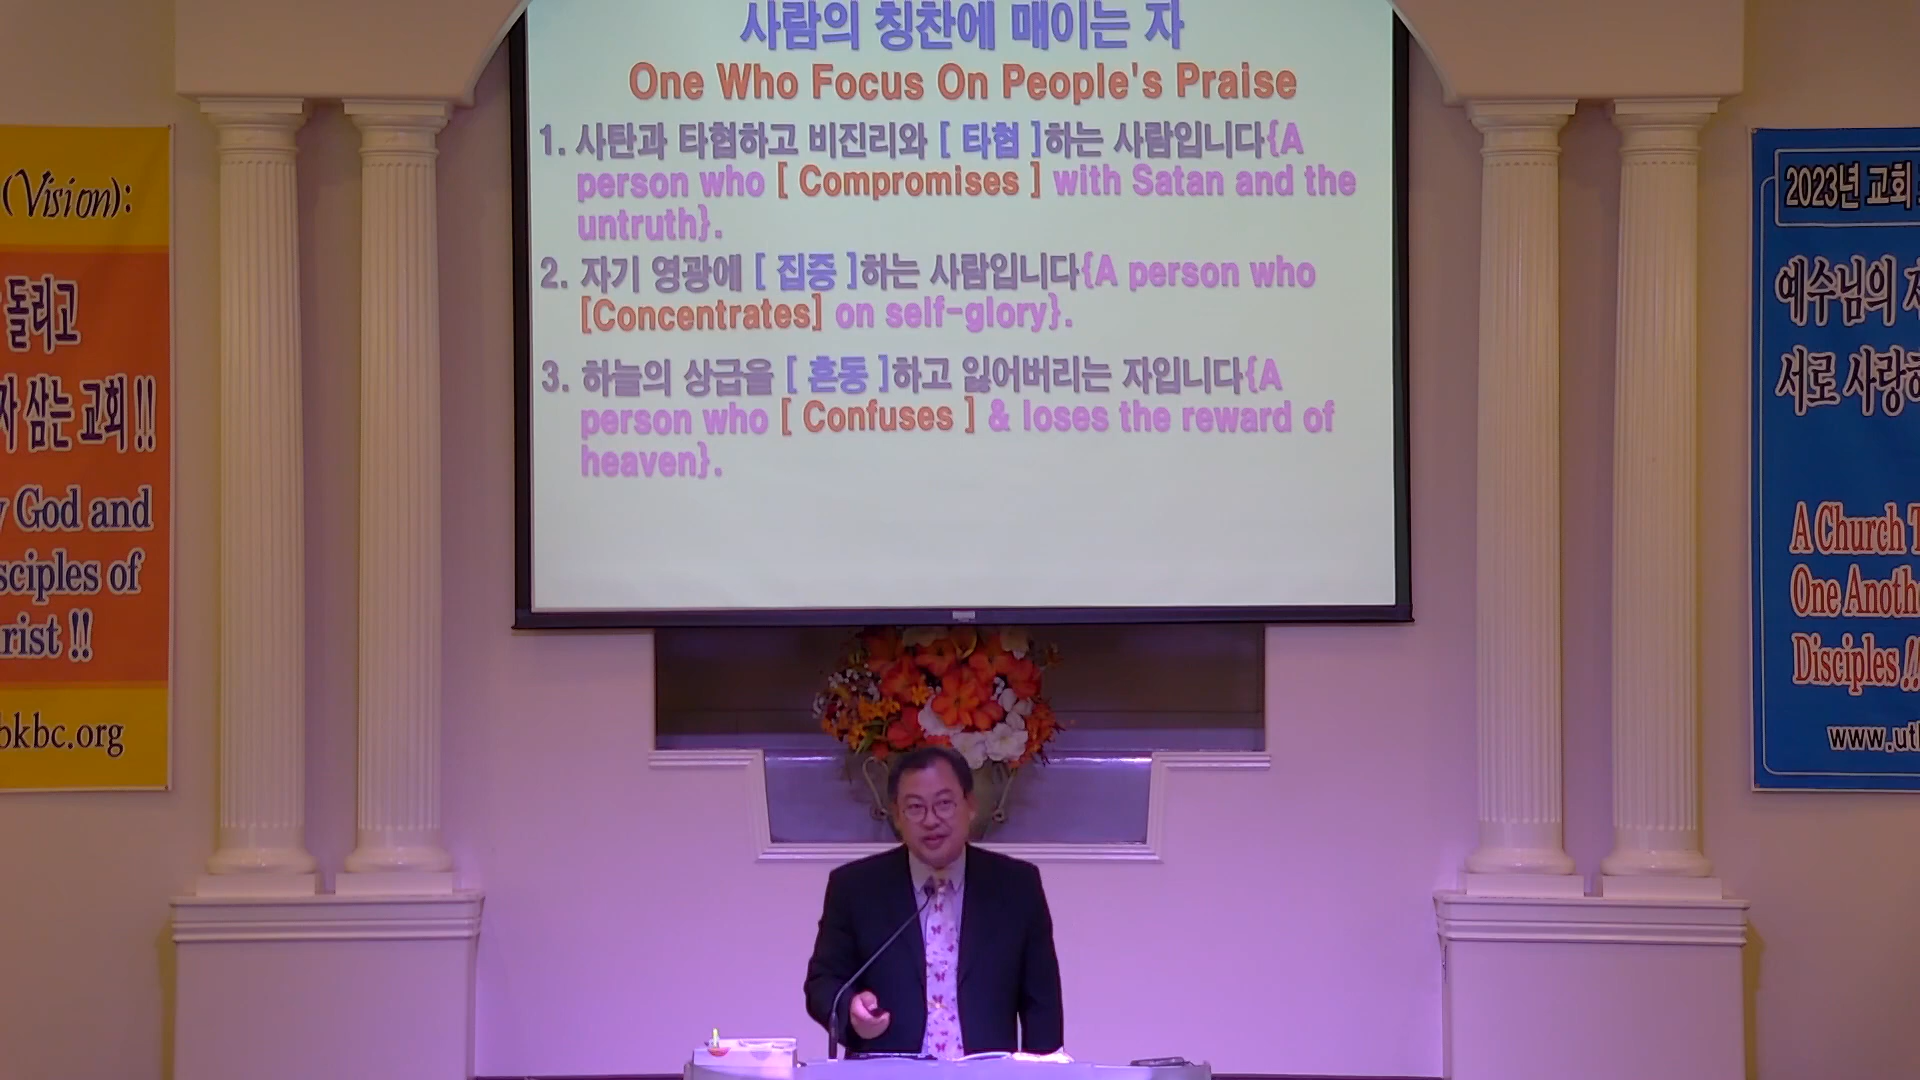 사람의 칭찬에 매이는 자
One Who Focus On People's Praise
1. 사탄과 타협하고 비진리와 [ 타협 ]하는 사람입니다{A
person who [ Compromises ] with Satan and the
untruth}.
2. 자기 영광에 [ 집중 ]하는 사람입니다{A person who
[Concentrates] on self-glory}.
3. 하늘의 상급을 [ 혼동 ]하고 잃어버리는 자입니다{A
person who [ Confuses ] & loses the reward of
heaven}.
(Vision):
돌리고
자 삼는 교회 !!
God and
sciples of
rist !!
bkbc.org
2023년 교회
예수님의
서로 사랑하
A Church
One Anoth
Disciples !!
www.ut